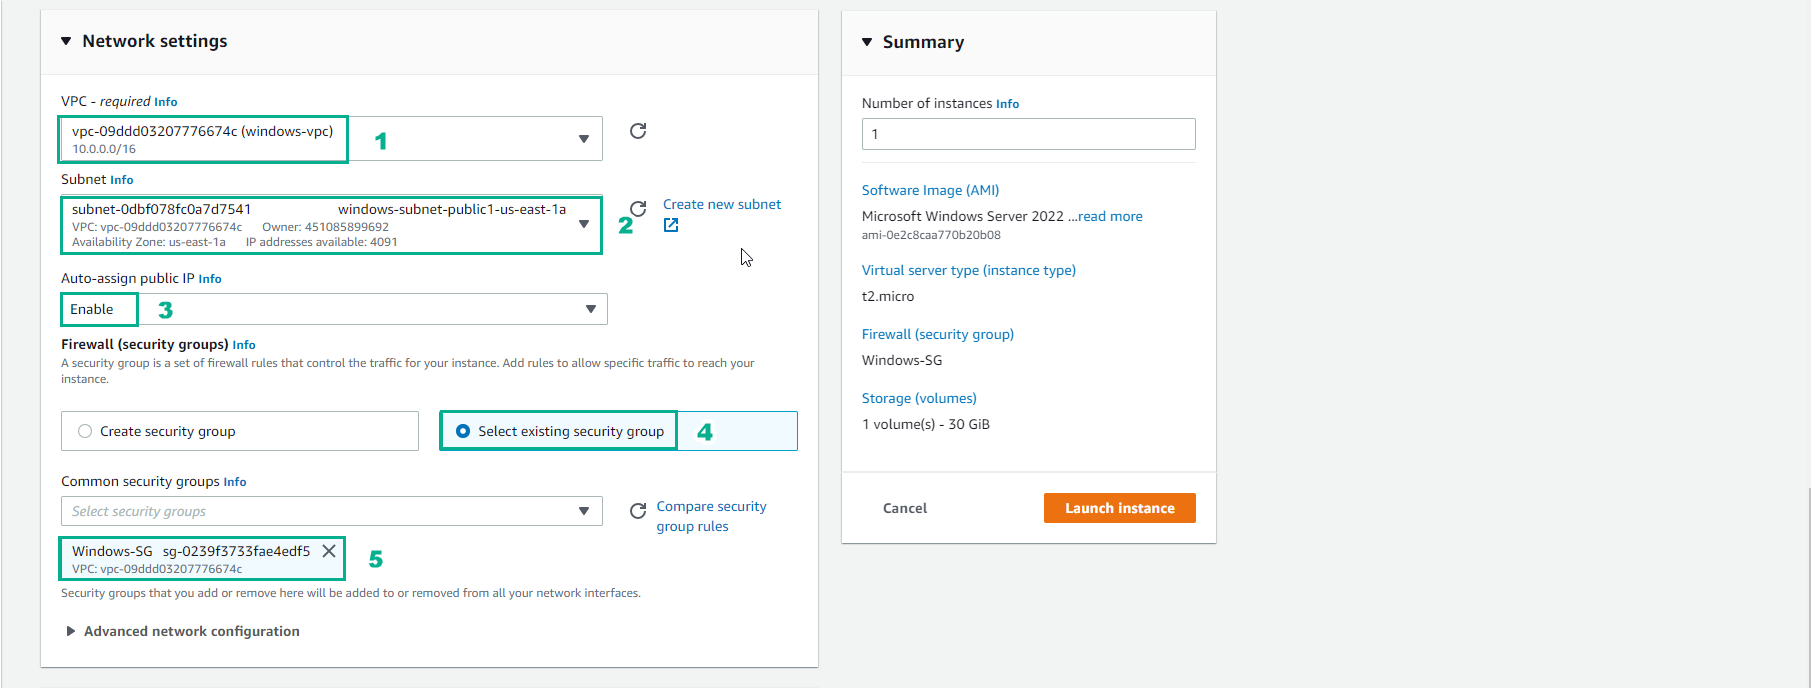 Network settings
VPC - required Info
vpc-09ddd03207776674c (windows-vpc)
10.0.0.0/16
1
Subnet Info
subnet-0dbf078fc0a7d7541 windows-subnet-public1-us-east-1a
VPC: vpc-09ddd03207776674c Owner: 451085899692
Availability Zone: us-east-1a IP addresses available: 4091
2
Create new subnet
Auto-assign public IP Info
Enable
3
Firewall (security groups) Info
A security group is a set of firewall rules that control the traffic for your instance. Add rules to allow specific traffic to reach your
instance.
Create security group
Select existing security group
4
Common security groups Info
Select security groups
Compare security
group rules
Windows-SG sg-0239f3733fae4edf5
VPC: vpc-09ddd03207776674c
5
Security groups that you add or remove here will be added to or removed from all your network interfaces.
Advanced network configuration
Summary
Number of instances Info
1
Software Image (AMI)
Microsoft Windows Server 2022 ...read more
ami-0e2c8caa770b20b08
Virtual server type (instance type)
t2.micro
Firewall (security group)
Windows-SG
Storage (volumes)
1 volume(s) - 30 GiB
Cancel
Launch instance